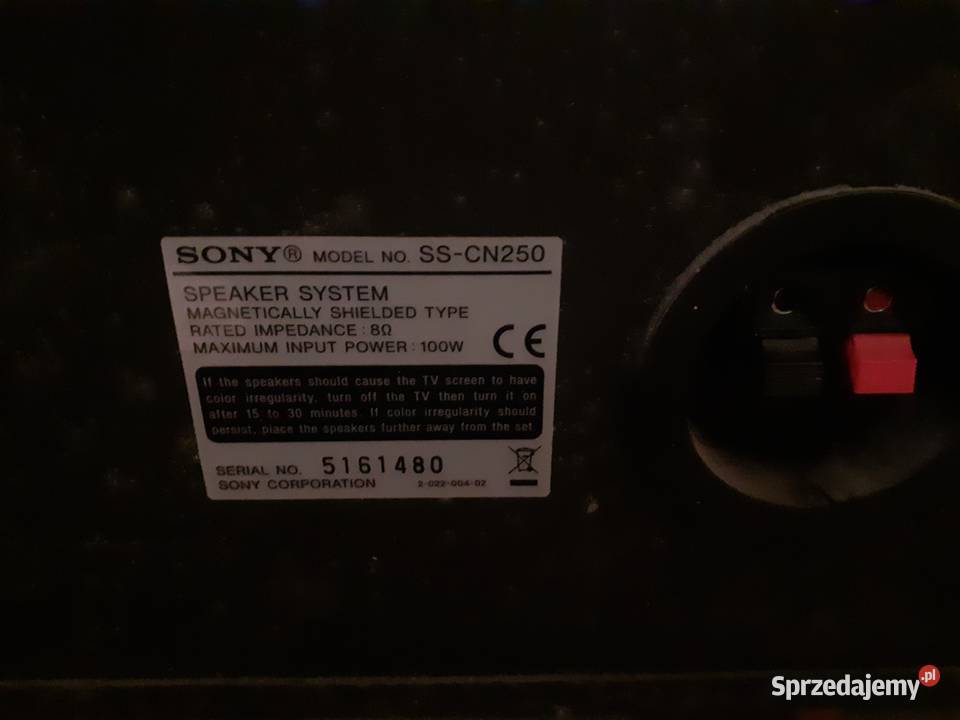 SONY® MODEL NO. SS-CN250
SPEAKER SYSTEM
MAGNETICALLY SHIELDED TYPE
RATED IMPEDANCE : 8Ω
MAXIMUM INPUT POWER : 100W
CE
If the speakers should cause the TV screen to have
color irregularity, turn off the TV then turn it on
after 15 to 30 minutes. If color irregularity should
persist, place the speakers further away from the set.
SERIAL NO. 5161480
SONY CORPORATION 2-022-004-02
Sprzedajemy.pl